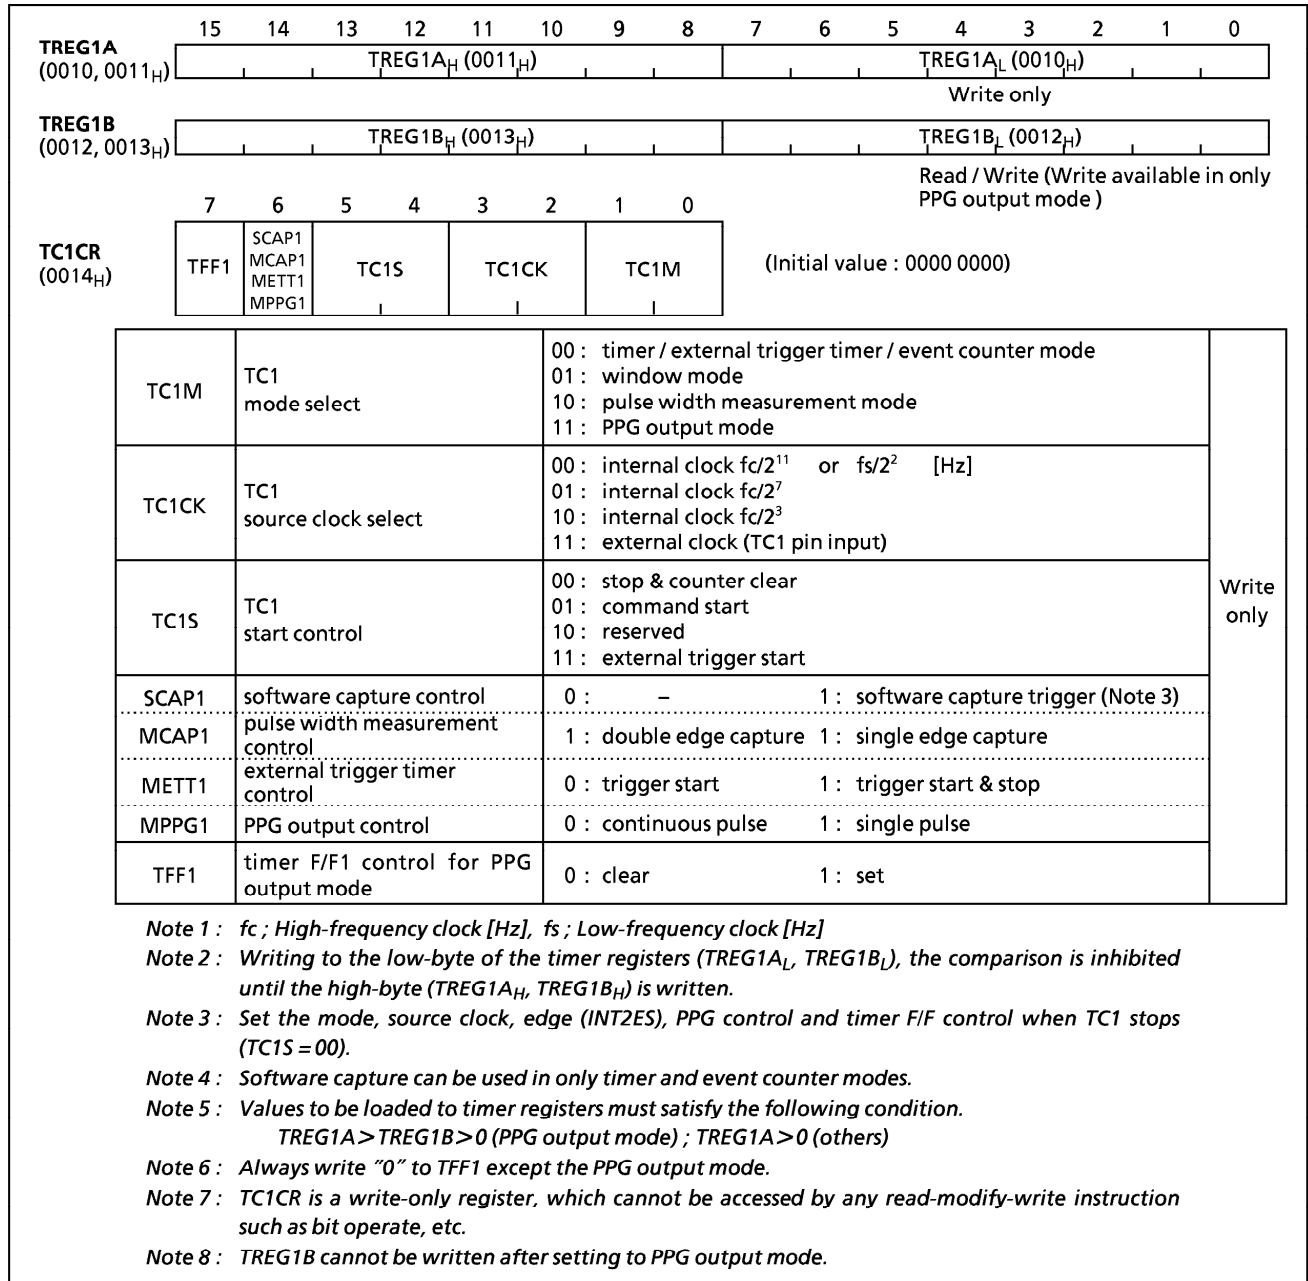 15 14 13 12 11 10 9 8 7 6 5 4 3 2 1 0
TREG1A
(0010, 0011H)
TREG1AH (0011H) TREG1AL (0010H)
Write only
TREG1B
(0012, 0013H)
TREG1BH (0013H) TREG1BL (0012H)
Read / Write (Write available in only
PPG output mode )
7 6 5 4 3 2 1 0
TC1CR
(0014H)
TFF1
SCAP1
MCAP1
METT1
MPPG1
TC1S TC1CK TC1M
(Initial value : 0000 0000)
TC1M
TC1
mode select
00 : timer / external trigger timer / event counter mode
01 : window mode
10 : pulse width measurement mode
11 : PPG output mode
TC1CK
TC1
source clock select
00 : internal clock fc/2¹¹ or fs/2² [Hz]
01 : internal clock fc/2⁷
10 : internal clock fc/2³
11 : external clock (TC1 pin input)
TC1S
TC1
start control
00 : stop & counter clear
01 : command start
10 : reserved
11 : external trigger start
Write
only
SCAP1 software capture control 0 : – 1 : software capture trigger (Note 3)
MCAP1
pulse width measurement
control
1 : double edge capture 1 : single edge capture
METT1
external trigger timer
control
0 : trigger start 1 : trigger start & stop
MPPG1 PPG output control 0 : continuous pulse 1 : single pulse
TFF1
timer F/F1 control for PPG
output mode
0 : clear 1 : set
Note 1 : fc ; High-frequency clock [Hz], fs ; Low-frequency clock [Hz]
Note 2 : Writing to the low-byte of the timer registers (TREG1AL, TREG1BL), the comparison is inhibited
until the high-byte (TREG1AH, TREG1BH) is written.
Note 3 : Set the mode, source clock, edge (INT2ES), PPG control and timer F/F control when TC1 stops
(TC1S = 00).
Note 4 : Software capture can be used in only timer and event counter modes.
Note 5 : Values to be loaded to timer registers must satisfy the following condition.
TREG1A>TREG1B>0 (PPG output mode) ; TREG1A>0 (others)
Note 6 : Always write "0" to TFF1 except the PPG output mode.
Note 7 : TC1CR is a write-only register, which cannot be accessed by any read-modify-write instruction
such as bit operate, etc.
Note 8 : TREG1B cannot be written after setting to PPG output mode.